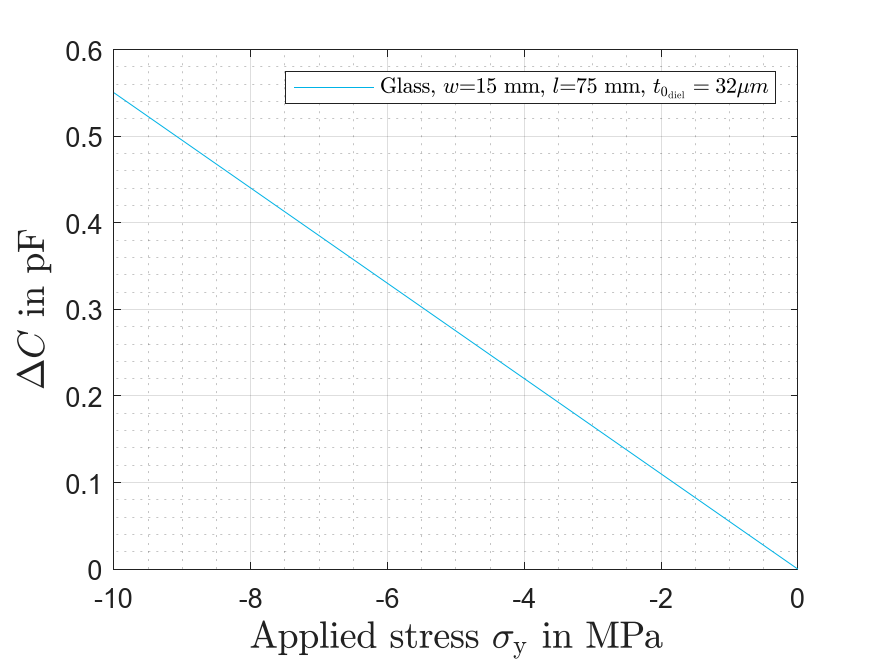 0.6
0.5
0.4
0.3
0.2
0.1
0
ΔC in pF
Glass, w=15 mm, l=75 mm, t₀diel = 32μm
-10 -8 -6 -4 -2 0
Applied stress σy in MPa